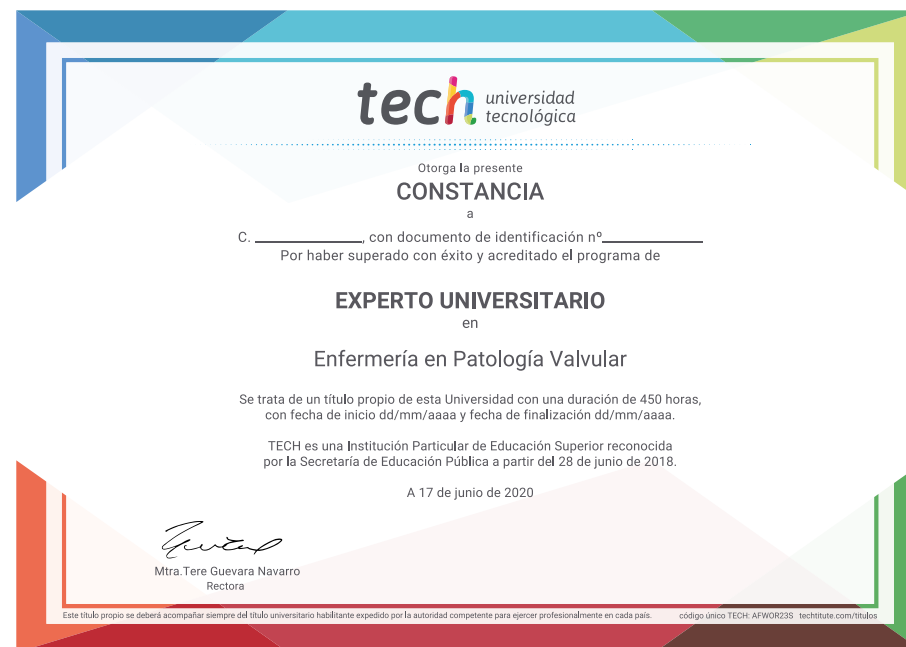 tech universidad
tecnológica
Otorga la presente
CONSTANCIA
a
C. ____________, con documento de identificación nº____________
Por haber superado con éxito y acreditado el programa de
EXPERTO UNIVERSITARIO
en
Enfermería en Patología Valvular
Se trata de un título propio de esta Universidad con una duración de 450 horas,
con fecha de inicio dd/mm/aaaa y fecha de finalización dd/mm/aaaa.
TECH es una Institución Particular de Educación Superior reconocida
por la Secretaría de Educación Pública a partir del 28 de junio de 2018.
A 17 de junio de 2020
Mtra.Tere Guevara Navarro
Rectora
Este título propio se deberá acompañar siempre del título universitario habilitante expedido por la autoridad competente para ejercer profesionalmente en cada país. código único TECH: AFWOR23S techtitute.com/titulos